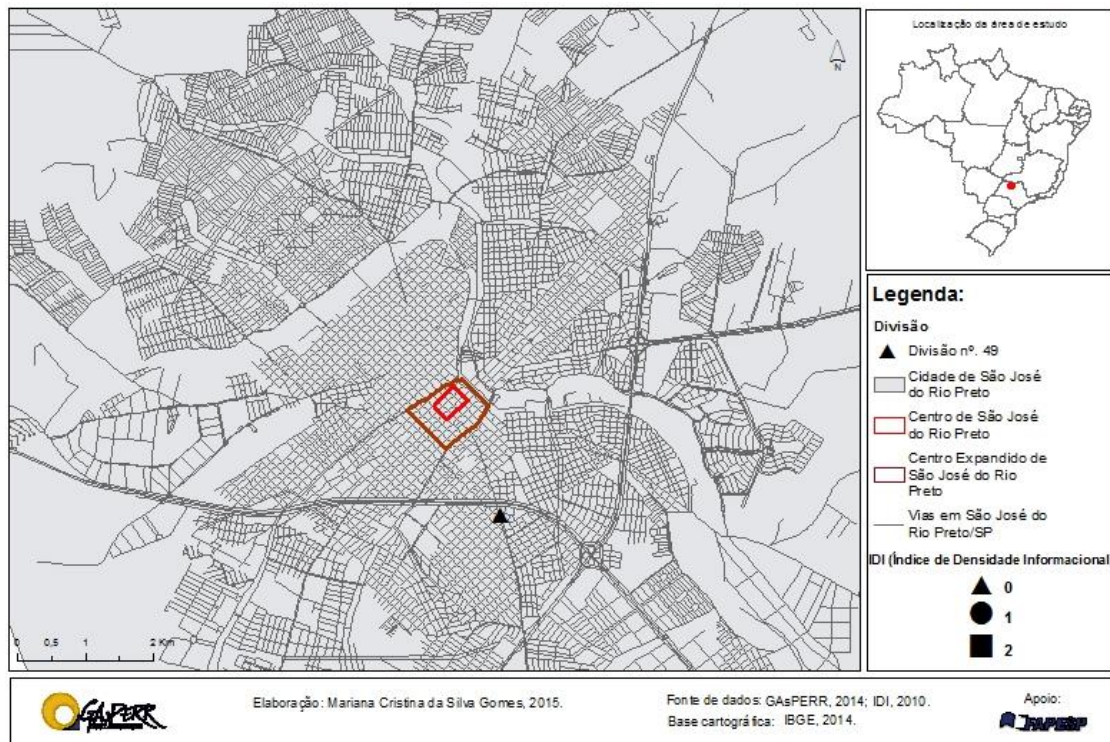 N
0 0,5 1 2 Km
Localização da área de estudo
Legenda:
Divisão
Divisão nº. 49
Cidade de São José
do Rio Preto
Centro de São José
do Rio Preto
Centro Expandido de
São José do Rio
Preto
Vias em São José do
Rio Preto/SP
IDI (Índice de Densidade Informacional
0
1
2
GAsPERR
Elaboração: Mariana Cristina da Silva Gomes, 2015.
Fonte de dados: GAsPERR, 2014; IDI, 2010.
Base cartográfica: IBGE, 2014.
Apoio:
FAPESP